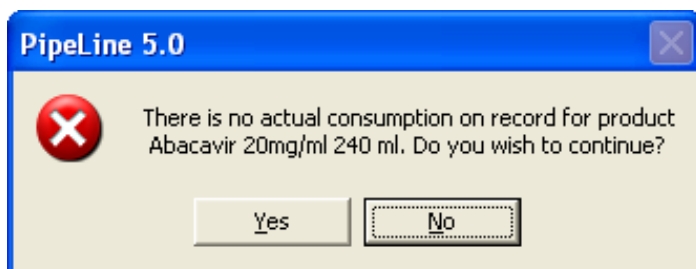 PipeLine 5.0
There is no actual consumption on record for product
Abacavir 20mg/ml 240 ml. Do you wish to continue?
Yes
No